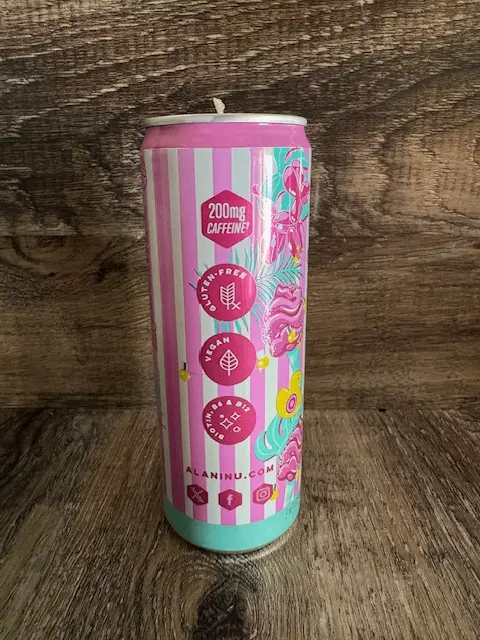 200mg
CAFFEINE†
GLUTEN-FREE
VEGAN
BIOTIN, B6 & B12
ALANINU.COM